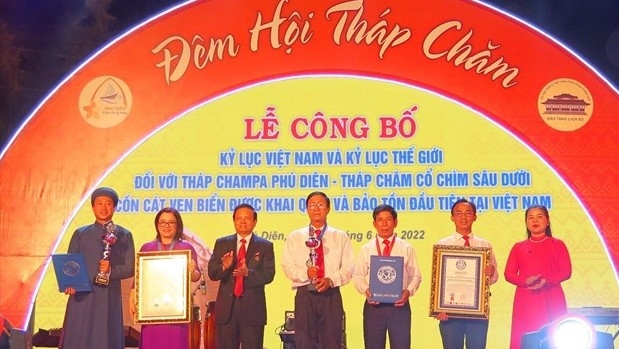 Đêm Hội Tháp Chăm
LỄ CÔNG BỐ
KỶ LỤC VIỆT NAM VÀ KỶ LỤC THẾ GIỚI
ĐỐI VỚI THÁP CHAMPA PHÚ DIÊN - THÁP CHĂM CỔ CHÌM SÂU DƯỚI
CỒN CÁT VEN BIỂN ĐƯỢC KHAI VÀ BẢO TỒN ĐẦU TIÊN TẠI VIỆT NAM
Diên, 6 2022
BẢO TÀNG LỊCH SỬ